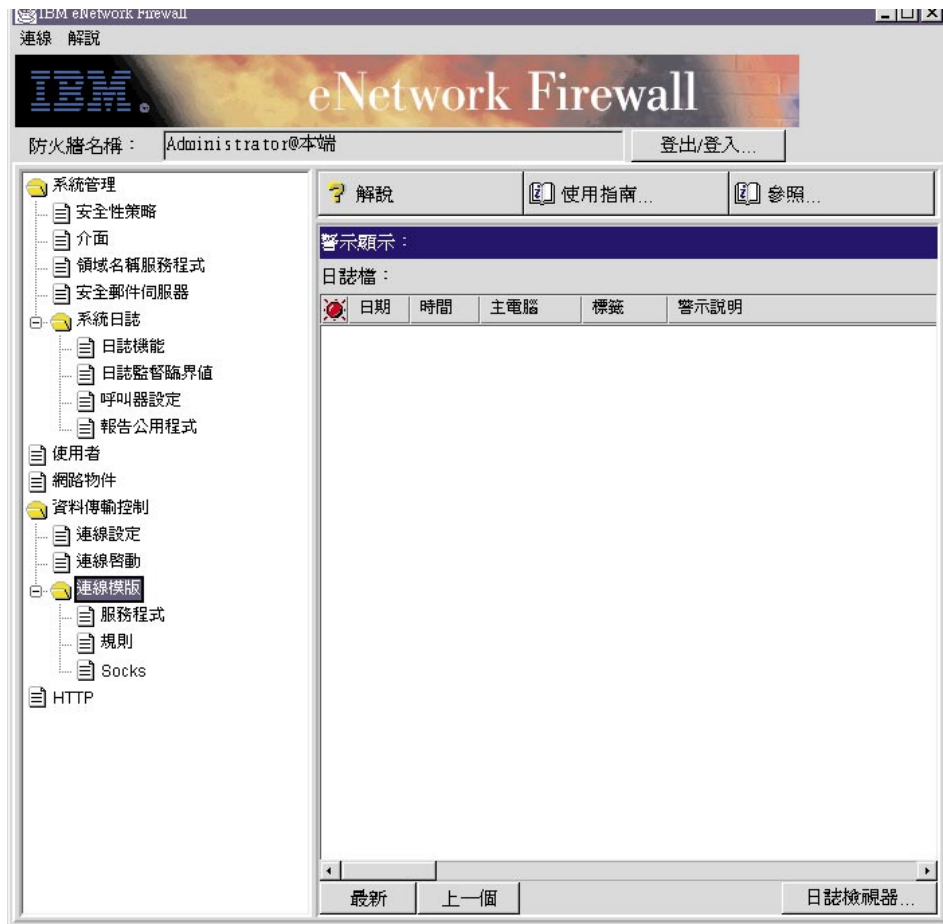 IBM eNetwork Firewall
連線 解說
IBM. eNetwork Firewall
防火牆名稱： Administrator@本端 登出/登入...
系統管理
安全性策略
介面
領域名稱服務程式
安全郵件伺服器
系統日誌
日誌機能
日誌監督臨界值
呼叫器設定
報告公用程式
使用者
網路物件
資料傳輸控制
連線設定
連線啓動
連線模版
服務程式
規則
Socks
HTTP
解說 使用指南... 參照...
警示顯示：
日誌檔：
日期 時間 主電腦 標籤 警示說明
最新 上一個 日誌檢視器...